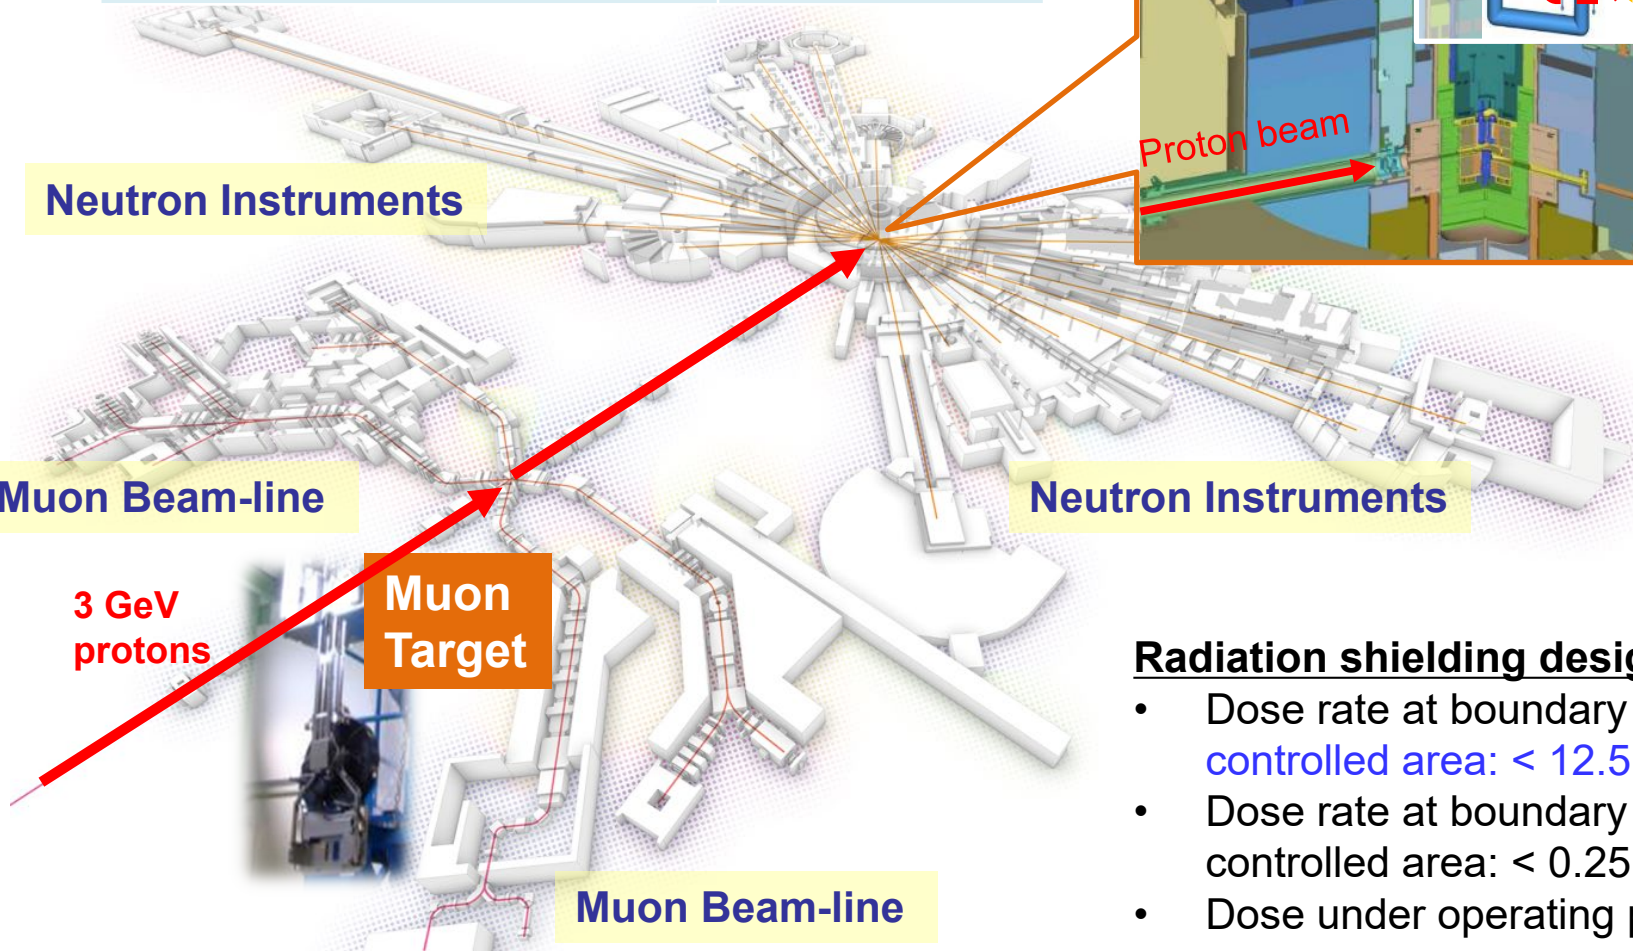 Proton beam
Neutron Instruments
Muon Beam-line
Neutron Instruments
3 GeV
protons
Muon
Target
Radiation shielding
• Dose rate at boundary
controlled area: < 12.5
• Dose rate at boundary
controlled area: < 0.25
• Dose under operating
Muon Beam-line